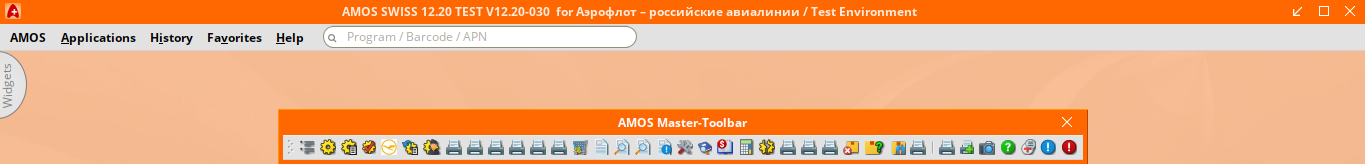 AMOS SWISS 12.20 TEST V12.20-030 for Аэрофлот – российские авиалинии / Test Environment
AMOS Applications History Favorites Help Program / Barcode / APN
Widgets
AMOS Master-Toolbar